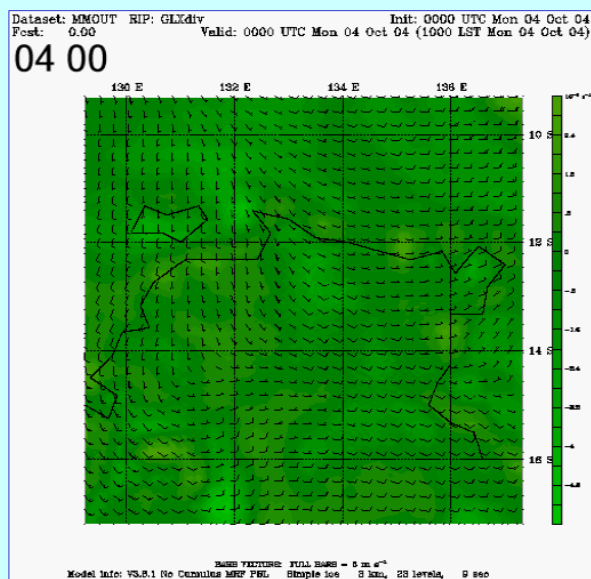 Dataset: MMOUT RIP: GLXdiv Init: 0000 UTC Mon 04 Oct 04
Fcst: 0.00 Valid: 0000 UTC Mon 04 Oct 04 (1000 LST Mon 04 Oct 04)
04 00
130 E 132 E 134 E 136 E
10 S
12 S
14 S
16 S
BARB VECTORS: FULL BARB = 5 m s⁻¹
Model Info: V3.6.1 No Cumulus MRF PBL Simple ice 3 km, 23 levels, 9 sec